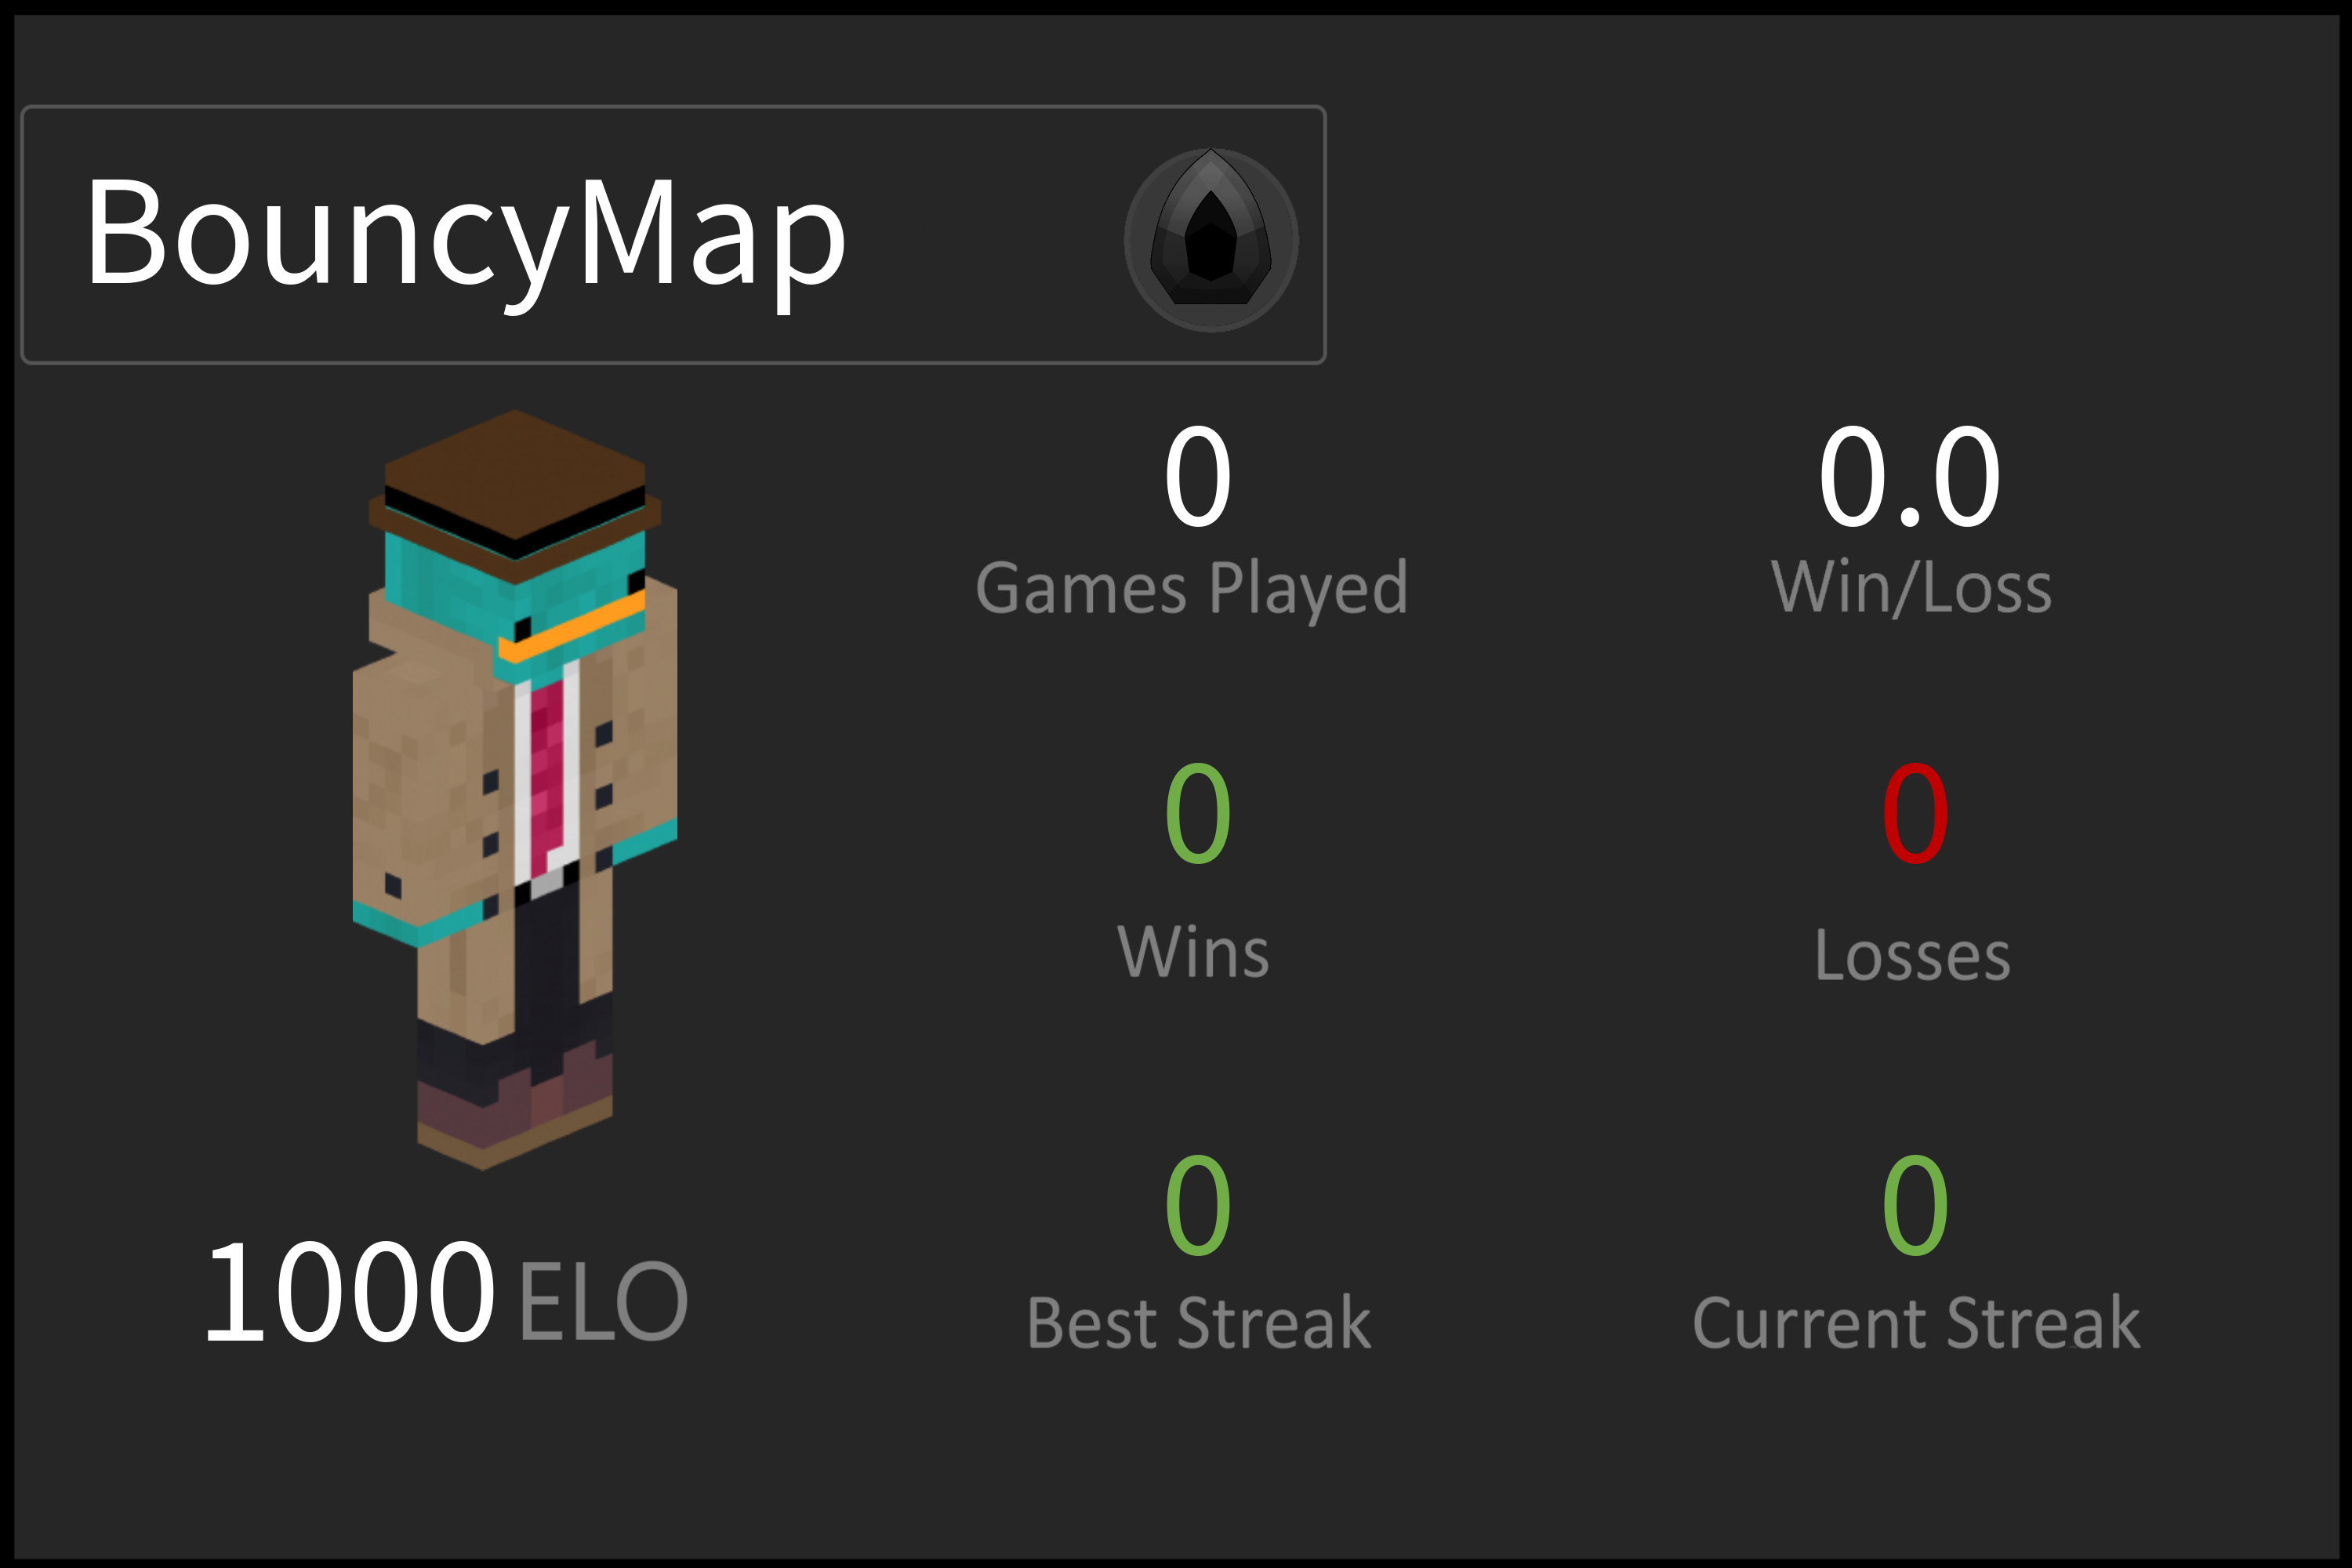 BouncyMap
0
0.0
Games Played
Win/Loss
0
0
Wins
Losses
0
0
Best Streak
Current Streak
1000 ELO